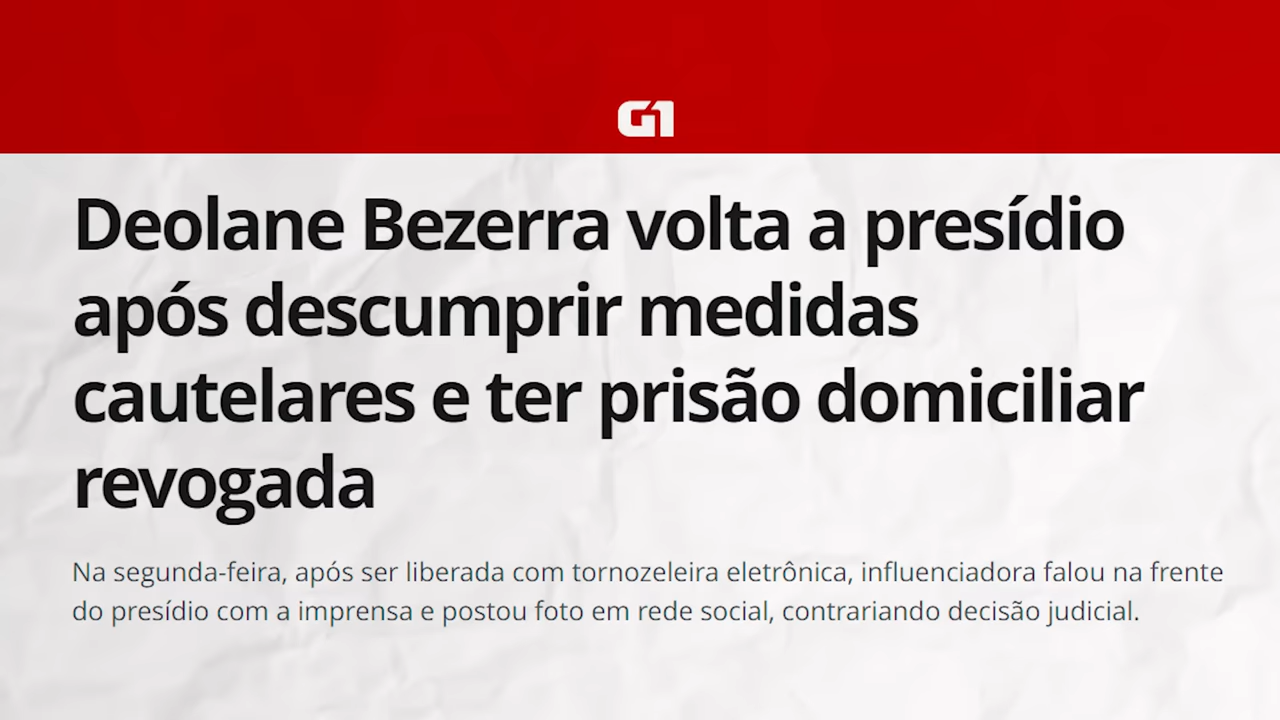 G1
Deolane Bezerra volta a presídio
após descumprir medidas
cautelares e ter prisão domiciliar
revogada
Na segunda-feira, após ser liberada com tornozeleira eletrônica, influenciadora falou na frente
do presídio com a imprensa e postou foto em rede social, contrariando decisão judicial.